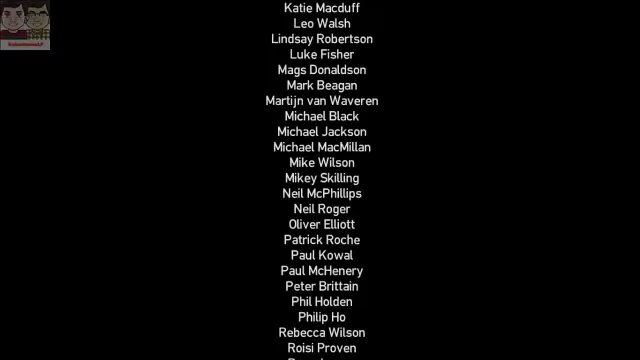 Katie Macduff
Leo Walsh
Lindsay Robertson
Luke Fisher
Mags Donaldson
Mark Beagan
Martijn van Waveren
Michael Black
Michael Jackson
Michael MacMillan
Mike Wilson
Mikey Skilling
Neil McPhillips
Neil Roger
Oliver Elliott
Patrick Roche
Paul Kowal
Paul McHenery
Peter Brittain
Phil Holden
Philip Ho
Rebecca Wilson
Roisi Proven